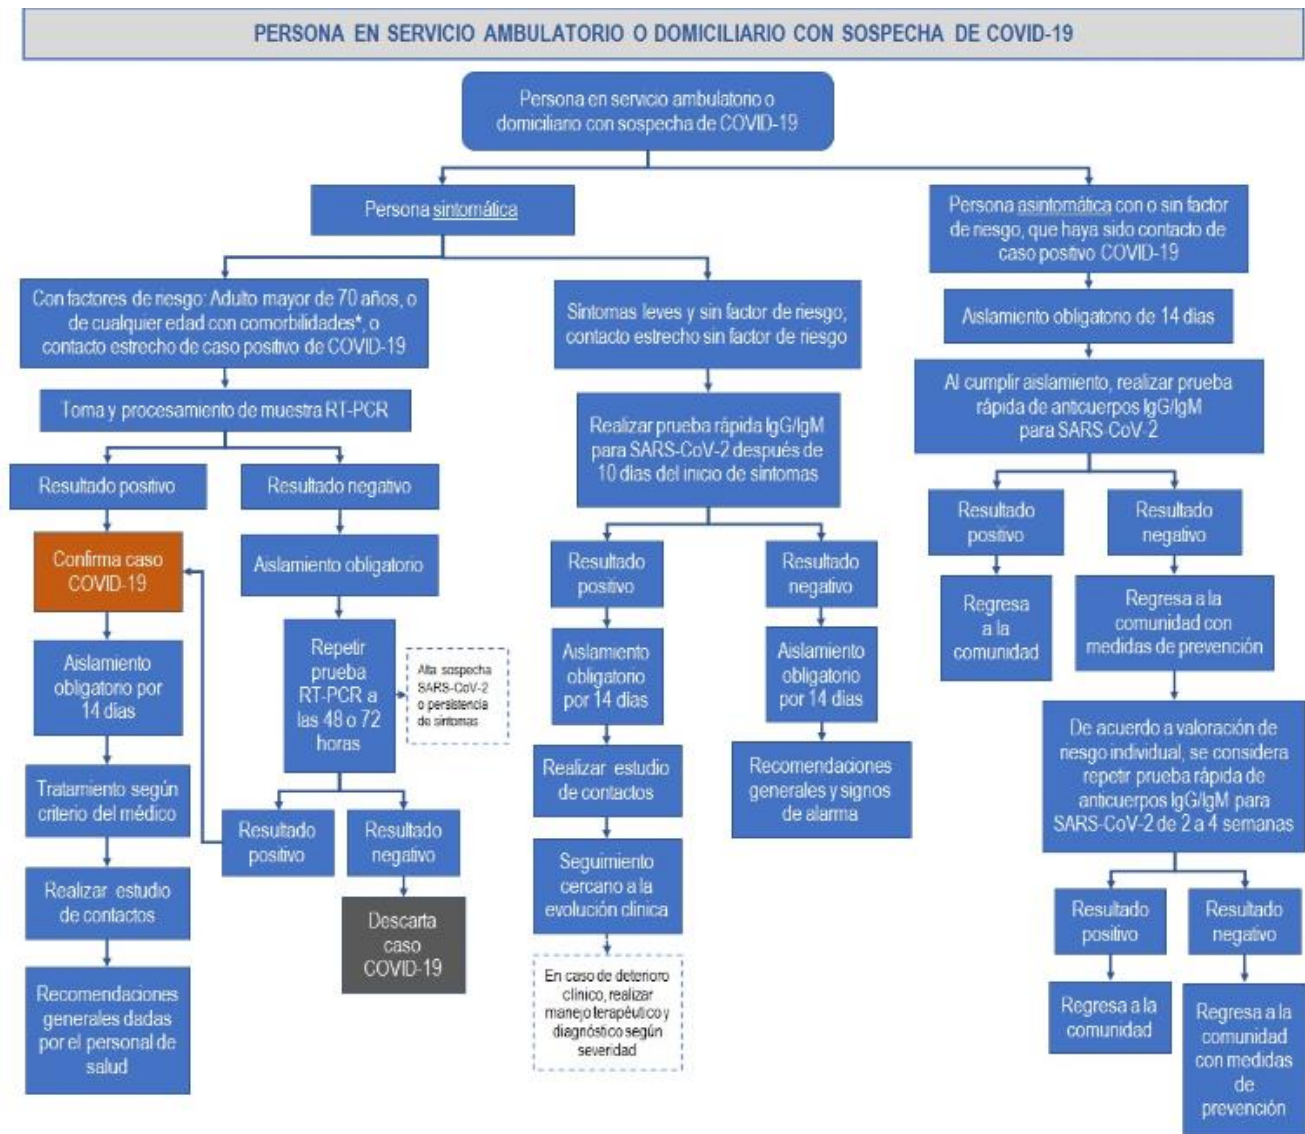 PERSONA EN SERVICIO AMBULATORIO O DOMICILIARIO CON SOSPECHA DE COVID-19
Persona en servicio ambulatorio o
domiciliario con sospecha de COVID-19
Persona sintomática
Con factores de riesgo: Adulto mayor de 70 años, o
de cualquier edad con comorbilidades*, o
contacto estrecho de caso positivo de COVID-19
Toma y procesamiento de muestra RT-PCR
Resultado positivo
Confirma caso
COVID-19
Aislamiento
obligatorio por
14 días
Tratamiento según
criterio del médico
Realizar estudio
de contactos
Recomendaciones
generales dadas
por el personal de
salud
Resultado negativo
Aislamiento obligatorio
Repetir
prueba
RT-PCR a
las 48 o 72
horas
Alta sospecha
SARS-CoV-2
o persistencia
de síntomas
Resultado
positivo
Resultado
negativo
Descarta
caso
COVID-19
Síntomas leves y sin factor de riesgo;
contacto estrecho sin factor de riesgo
Realizar prueba rápida IgG/IgM
para SARS-CoV-2 después de
10 días del inicio de síntomas
Resultado
positivo
Aislamiento
obligatorio
por 14 días
Realizar estudio
de contactos
Seguimiento
cercano a la
evolución clínica
En caso de deterioro
clínico, realizar
manejo terapéutico y
diagnóstico según
severidad
Resultado
negativo
Aislamiento
obligatorio
por 14 días
Recomendaciones
generales y signos
de alarma
Persona asintomática con o sin factor
de riesgo, que haya sido contacto de
caso positivo COVID-19
Aislamiento obligatorio de 14 días
Al cumplir aislamiento, realizar prueba
rápida de anticuerpos IgG/IgM
para SARS-CoV-2
Resultado
positivo
Regresa
a la
comunidad
Resultado
negativo
Regresa a la
comunidad con
medidas de prevención
De acuerdo a valoración de
riesgo individual, se considera
repetir prueba rápida de
anticuerpos IgG/IgM para
SARS-CoV-2 de 2 a 4 semanas
Resultado
positivo
Regresa a la
comunidad
Resultado
negativo
Regresa a la
comunidad
con medidas
de
prevención